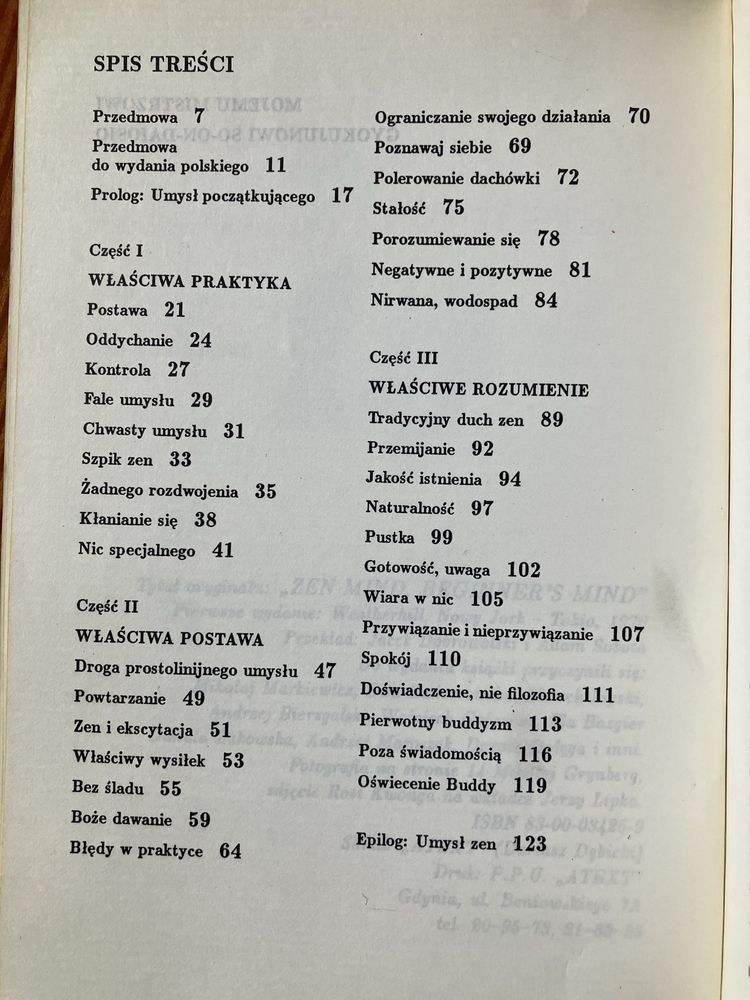 SPIS TREŚCI
Przedmowa 7
Przedmowa
do wydania polskiego 11
Prolog: Umysł początkującego 17
Część I
WŁAŚCIWA PRAKTYKA
Postawa 21
Oddychanie 24
Kontrola 27
Fale umysłu 29
Chwasty umysłu 31
Szpik zen 33
Żadnego rozdwojenia 35
Kłanianie się 38
Nic specjalnego 41
Część II
WŁAŚCIWA POSTAWA
Droga prostolinijnego umysłu 47
Powtarzanie 49
Zen i ekscytacja 51
Właściwy wysiłek 53
Bez śladu 55
Boże dawanie 59
Błędy w praktyce 64
Ograniczanie swojego działania 70
Poznawaj siebie 69
Polerowanie dachówki 72
Stałość 75
Porozumiewanie się 78
Negatywne i pozytywne 81
Nirwana, wodospad 84
Część III
WŁAŚCIWE ROZUMIENIE
Tradycyjny duch zen 89
Przemijanie 92
Jakość istnienia 94
Naturalność 97
Pustka 99
Gotowość, uwaga 102
Wiara w nic 105
Przywiązanie i nieprzywiązanie 107
Spokój 110
Doświadczenie, nie filozofia 111
Pierwotny buddyzm 113
Poza świadomością 116
Oświecenie Buddy 119
Epilog: Umysł zen 123